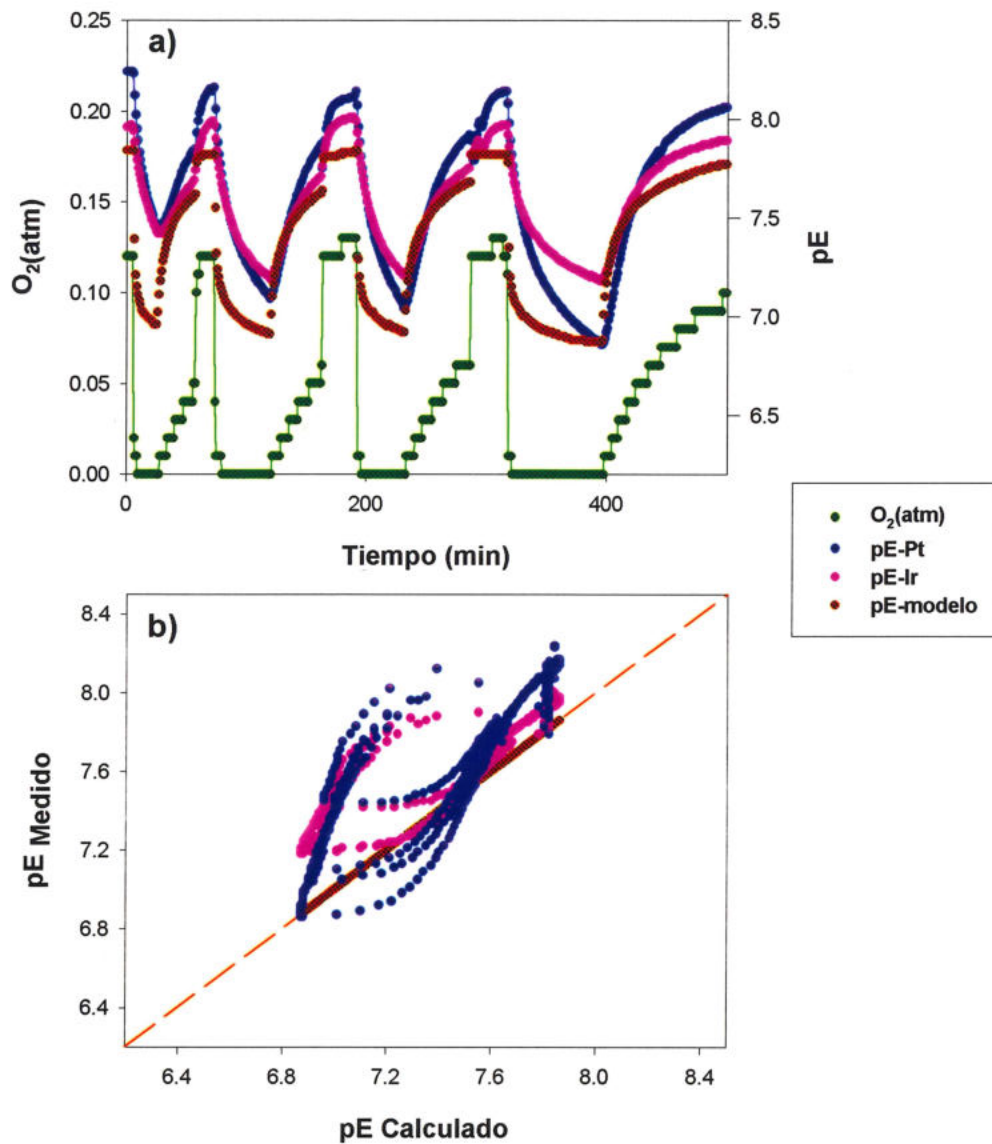 a)
0.25
0.20
0.15
0.10
0.05
0.00
O2(atm)
8.5
8.0
7.5
7.0
6.5
pE
0
200
400
Tiempo (min)
O2(atm)
pE-Pt
pE-Ir
pE-modelo
b)
8.4
8.0
7.6
7.2
6.8
6.4
pE Medido
6.4
6.8
7.2
7.6
8.0
8.4
pE Calculado